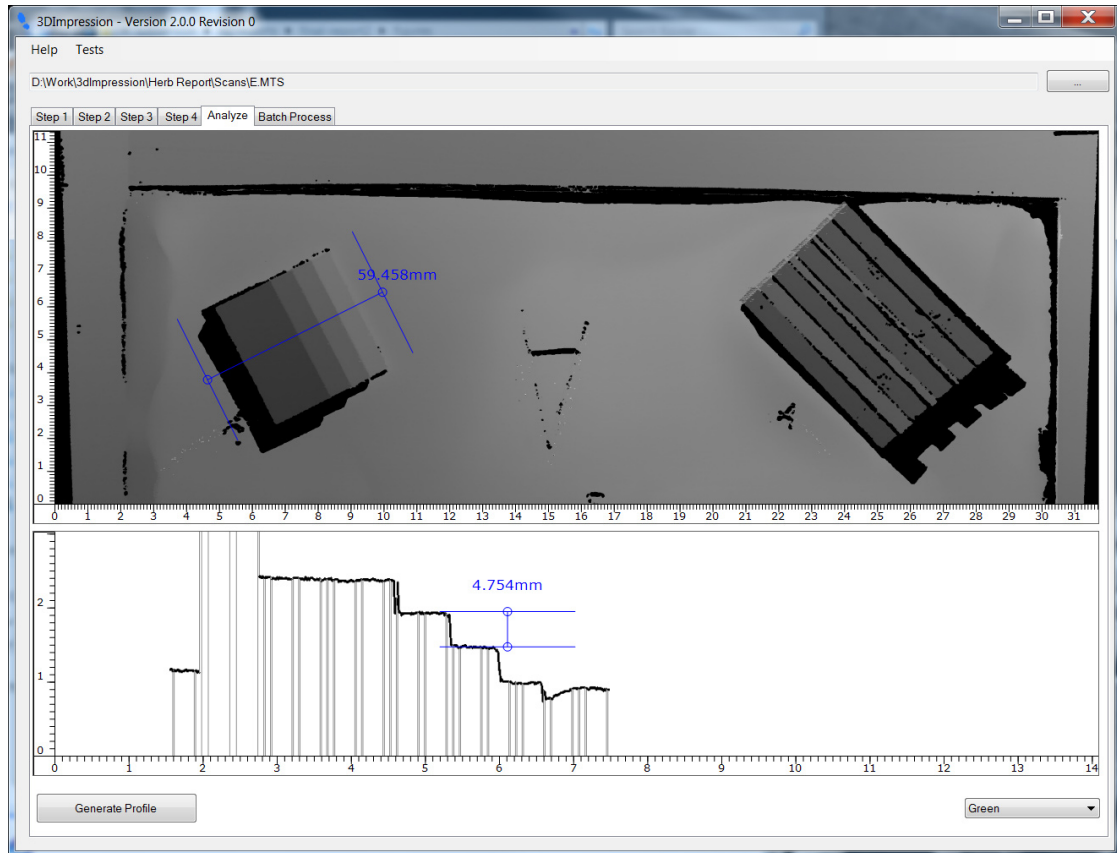 3DImpression - Version 2.0.0 Revision 0
Help Tests
D:\Work\3dImpression\Herb Report\Scans\E.MTS
...
Step 1 Step 2 Step 3 Step 4 Analyze Batch Process
11
10
9
8
7
6
5
4
3
2
1
0
59.458mm
0 1 2 3 4 5 6 7 8 9 10 11 12 13 14 15 16 17 18 19 20 21 22 23 24 25 26 27 28 29 30 31
4.754mm
2
1
0
0 1 2 3 4 5 6 7 8 9 10 11 12 13 14
Generate Profile
Green